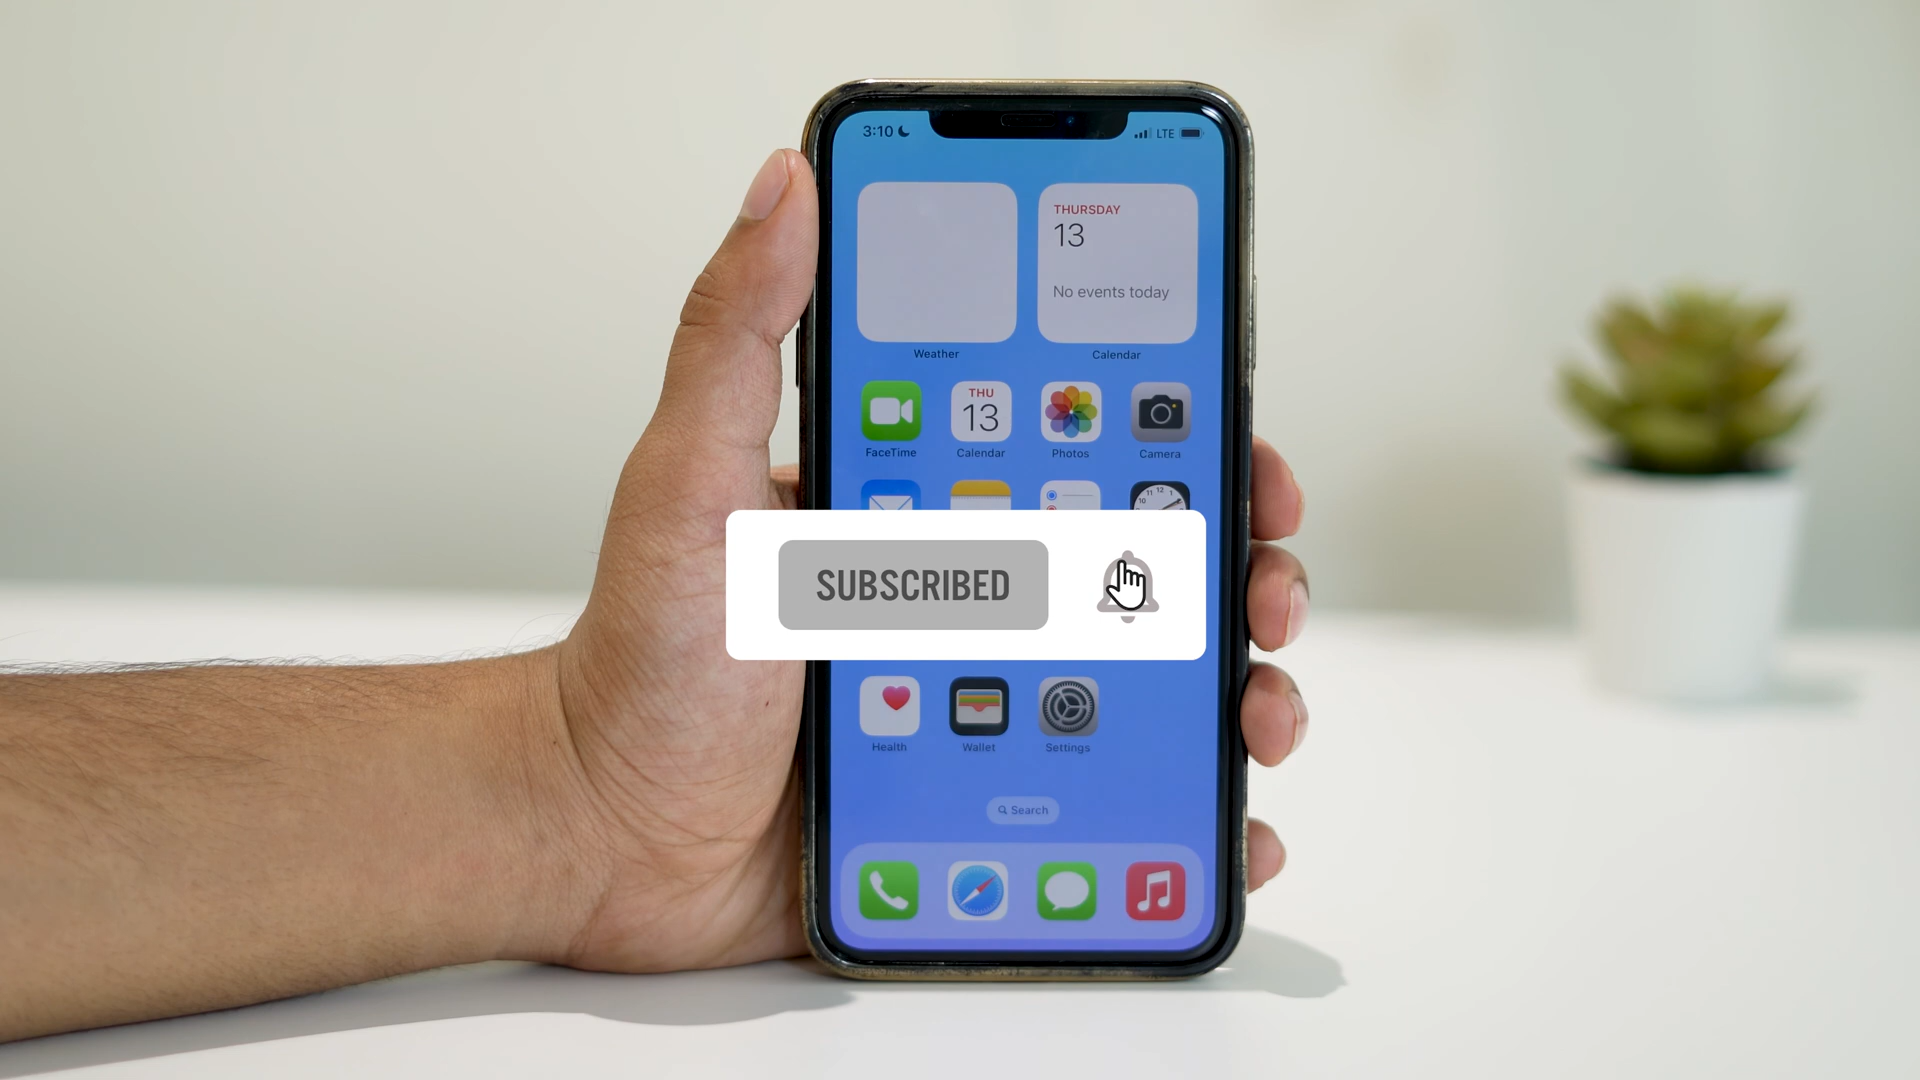 3:10
LTE
THURSDAY
13
No events today
Weather
Calendar
THU
13
FaceTime
Calendar
Photos
Camera
SUBSCRIBED
Health
Wallet
Settings
Search